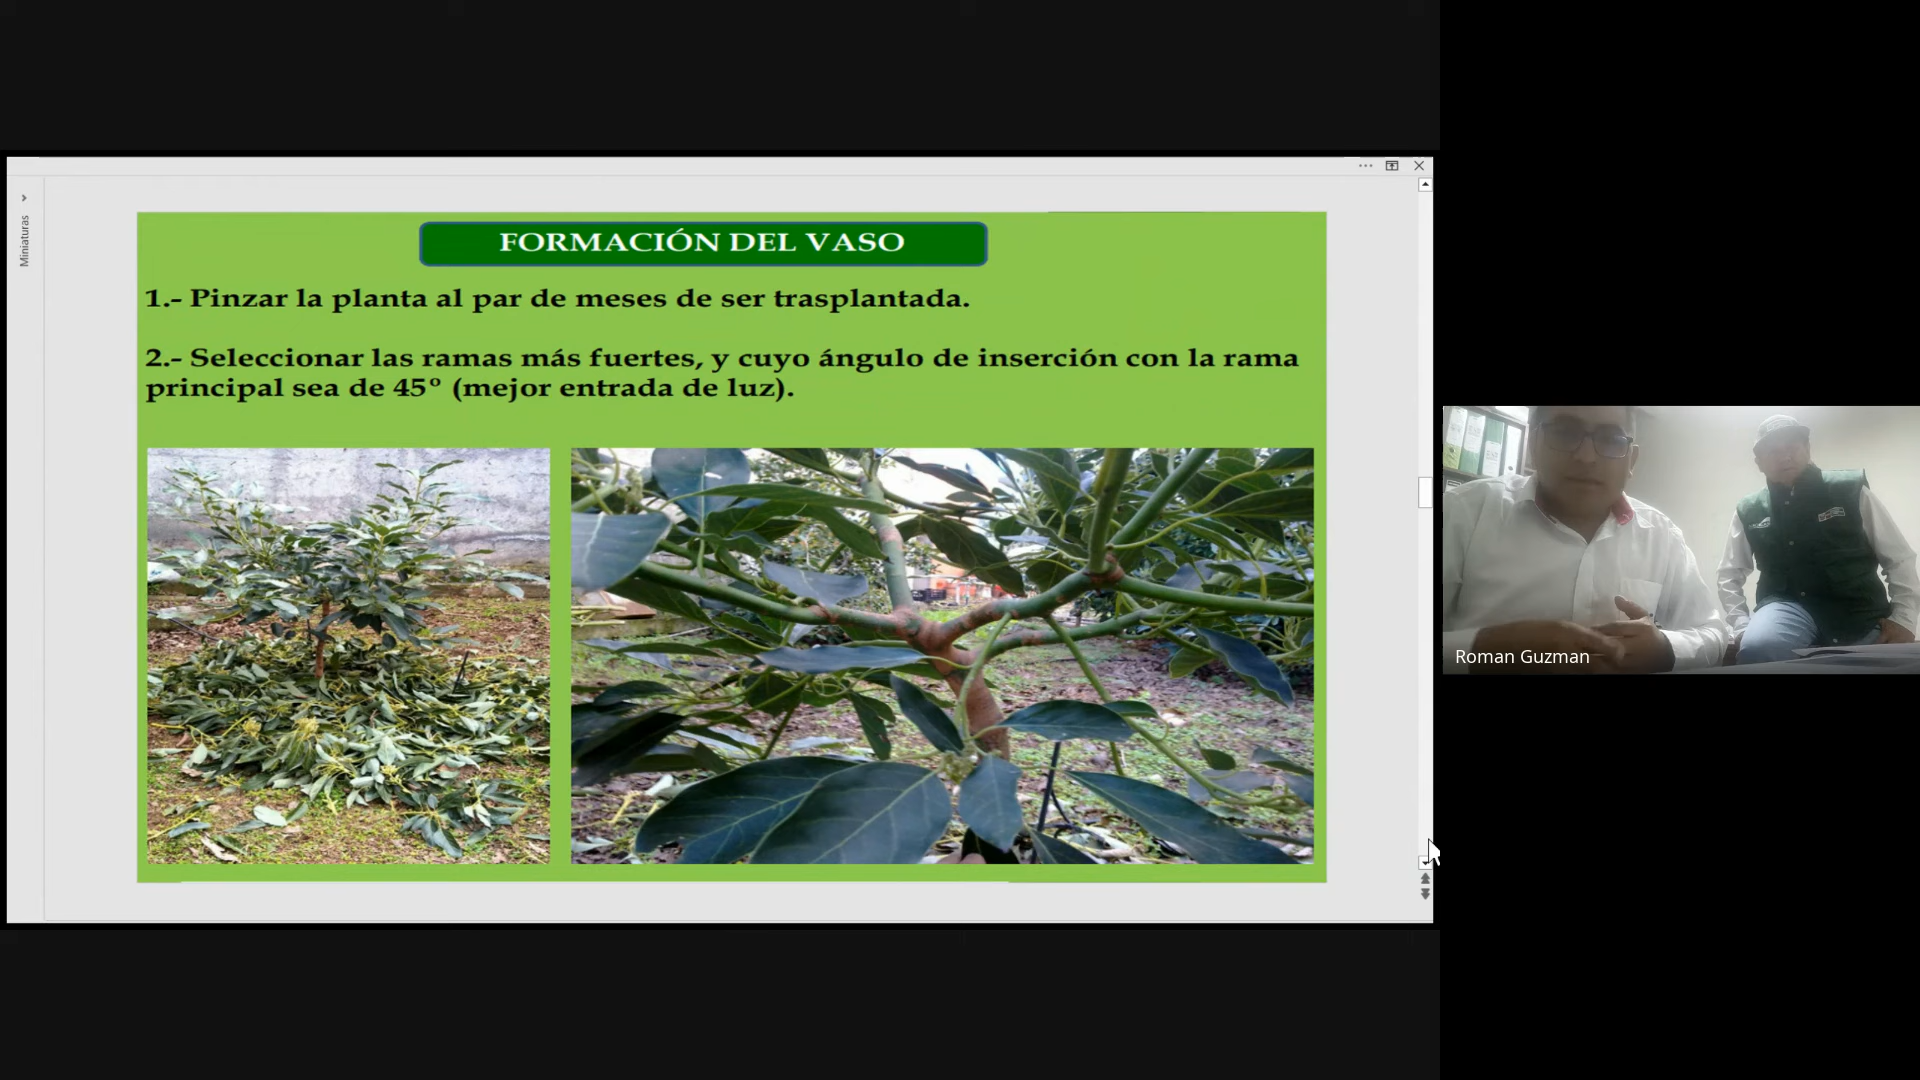 Miniaturas
FORMACIÓN DEL VASO
1.- Pinzar la planta al par de meses de ser trasplantada.
2.- Seleccionar las ramas más fuertes, y cuyo ángulo de inserción con la rama
principal sea de 45º (mejor entrada de luz).
Roman Guzman